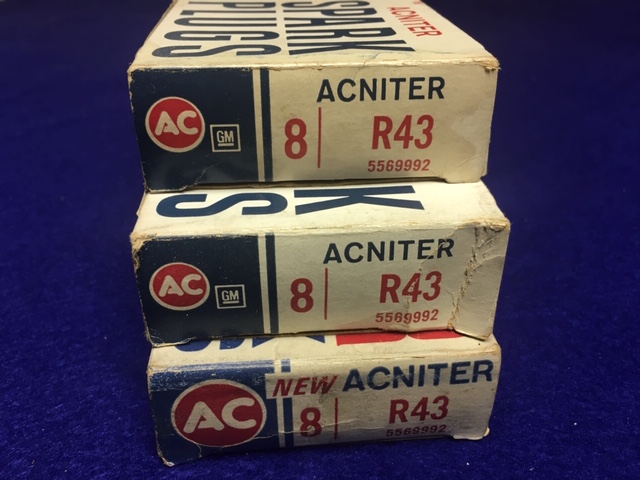 SPARK
PLUGS
ACNITER
AC
GM
8
ACNITER
R43
5569992
K
S
AC
GM
8
ACNITER
R43
5569992
AC
8
NEW ACNITER
R43
5569992